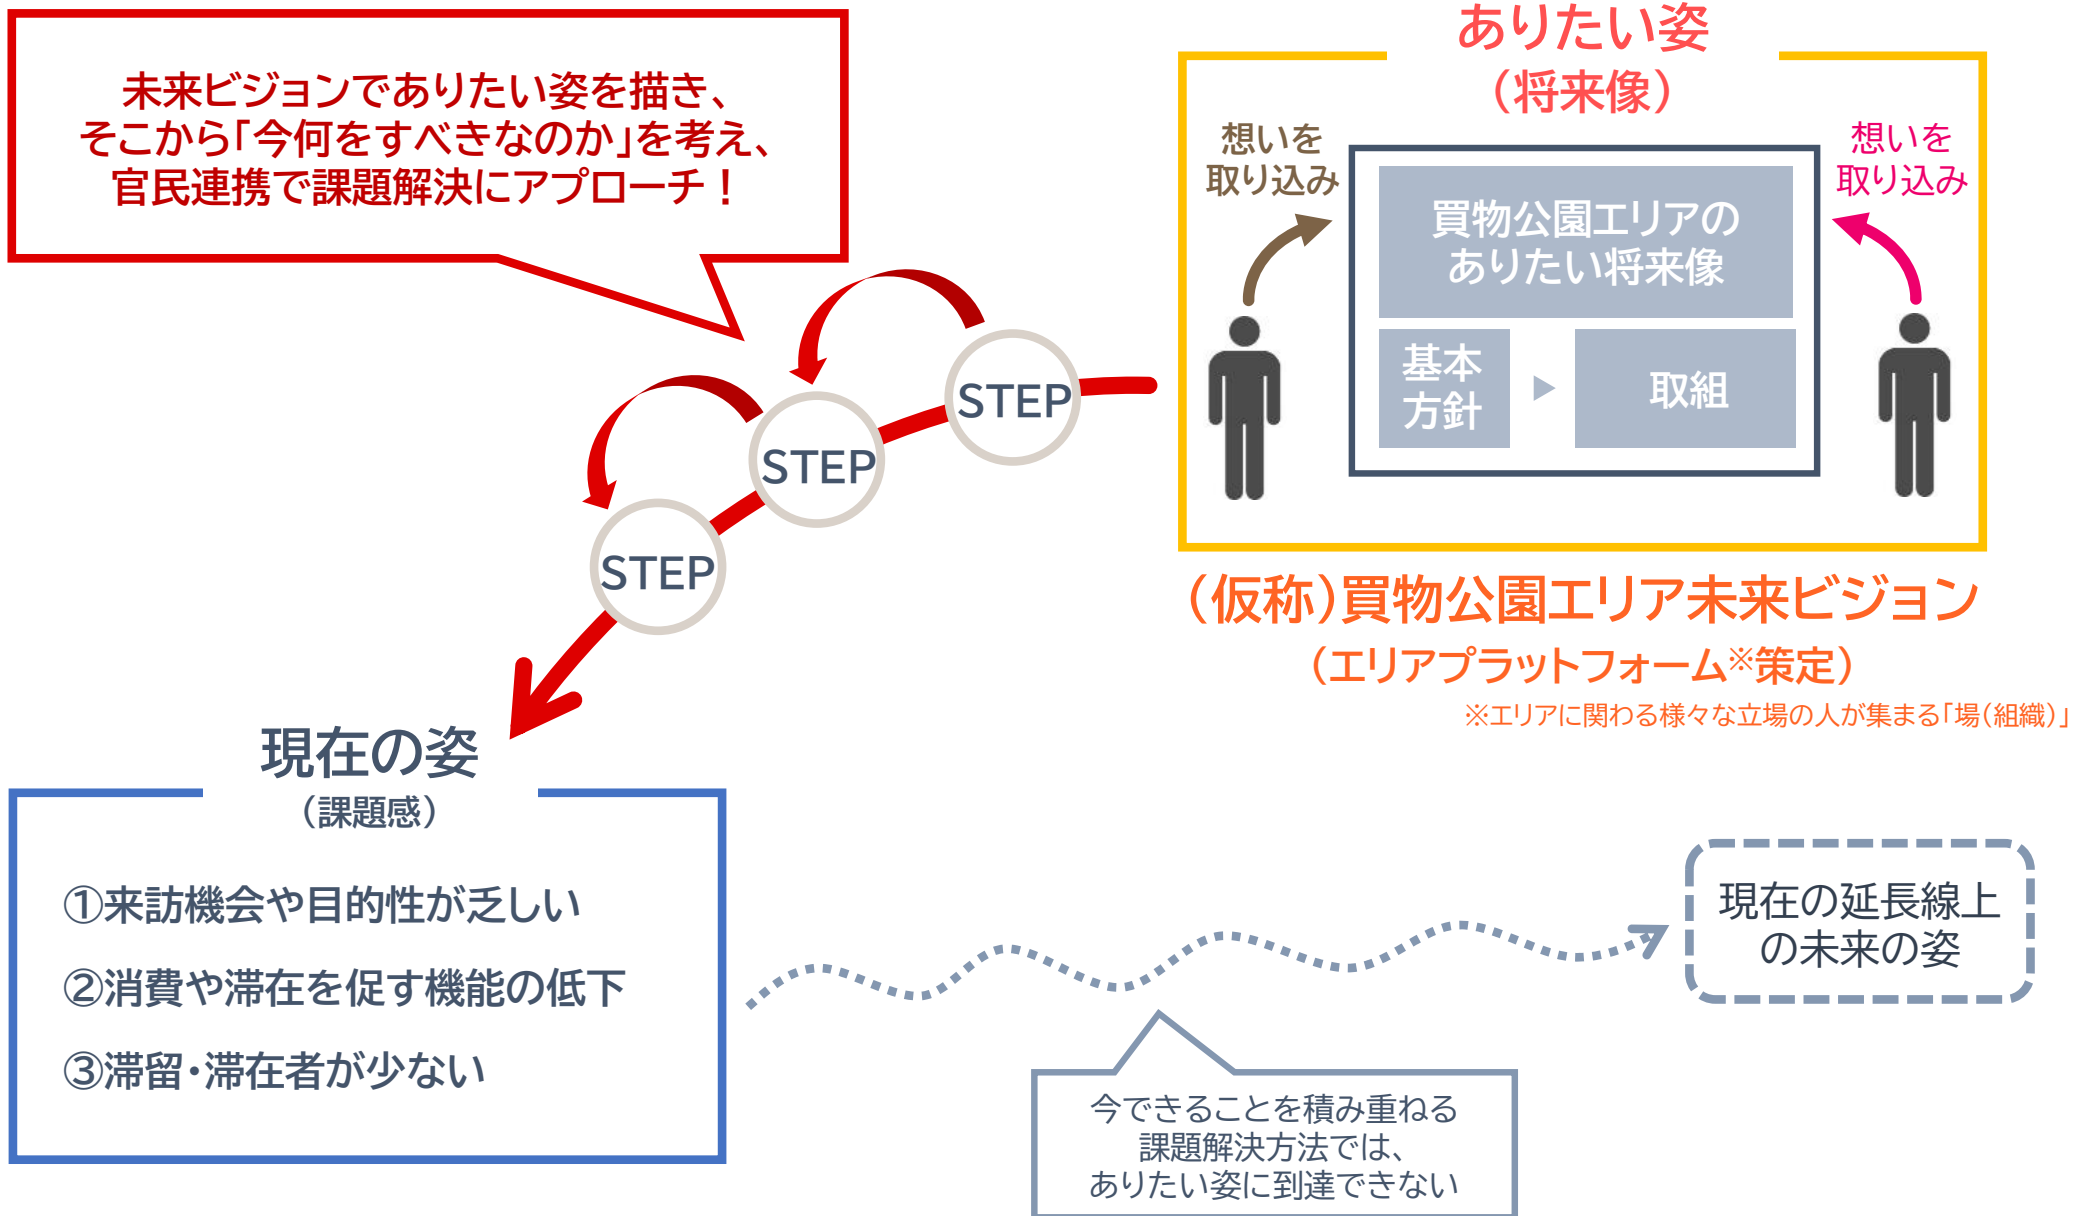 未来ビジョンでありたい姿を描き、
そこから「今何をすべきなのか」を考え、
官民連携で課題解決にアプローチ！
ありたい姿
（将来像）
想いを
取り込み
想いを
取り込み
買物公園エリアの
ありたい将来像
基本
方針
取組
STEP
STEP
STEP
（仮称）買物公園エリア未来ビジョン
（エリアプラットフォーム※策定）
※エリアに関わる様々な立場の人が集まる「場（組織）」
現在の姿
（課題感）
①来訪機会や目的性が乏しい
②消費や滞在を促す機能の低下
③滞留・滞在者が少ない
現在の延長線上
の未来の姿
今できることを積み重ねる
課題解決方法では、
ありたい姿に到達できない